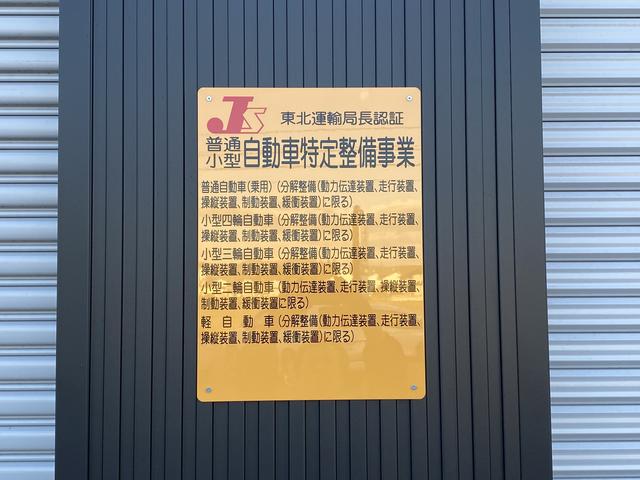 JS 東北運輸局長認証
普通
小型 自動車特定整備事業
普通自動車(乗用)(分解整備(動力伝達装置、走行装置、
操縦装置、制動装置、緩衝装置)に限る)
小型四輪自動車(分解整備(動力伝達装置、走行装置、
操縦装置、制動装置、緩衝装置)に限る)
小型三輪自動車(分解整備(動力伝達装置、走行装置、
操縦装置、制動装置、緩衝装置)に限る)
小型二輪自動車(動力伝達装置、走行装置、操縦装置、
制動装置、緩衝装置に限る)
軽自動車(分解整備(動力伝達装置、走行装置、
操縦装置、制動装置、緩衝装置)に限る)